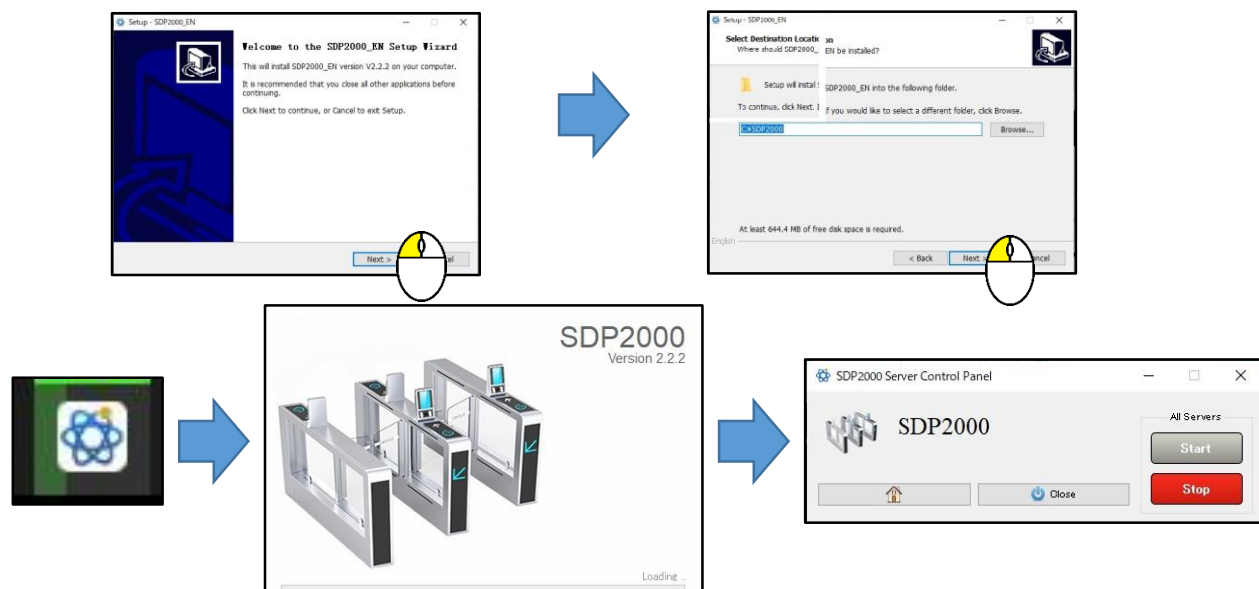 Setup - SDP2000_EN
Welcome to the SDP2000_EN Setup Wizard
This will install SDP2000_EN version V2.2.2 on your computer.
It is recommended that you close all other applications before
continuing.
Click Next to continue, or Cancel to exit Setup.
Next >
el
Setup - SDP2000_EN
Select Destination Locatic on
Where should SDP2000_ EN be installed?
Setup will instal SDP2000_EN into the following folder.
To continue, click Next. If you would like to select a different folder, click Browse.
C:¥SDP2000
Browse...
At least 644.4 MB of free disk space is required.
English
< Back
Next >
ncel
SDP2000
Version 2.2.2
Loading ..
SDP2000 Server Control Panel
SDP2000
All Servers
Start
Stop
Close